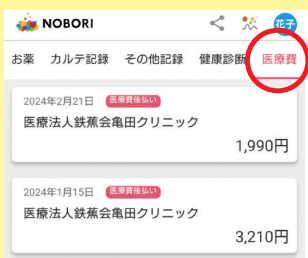 NOBORI
花子
お薬 カルテ記録 その他記録 健康診断 医療費
2024年2月21日 医療費後払い
医療法人鉄蕉会亀田クリニック
1,990円
2024年1月15日 医療費後払い
医療法人鉄蕉会亀田クリニック
3,210円